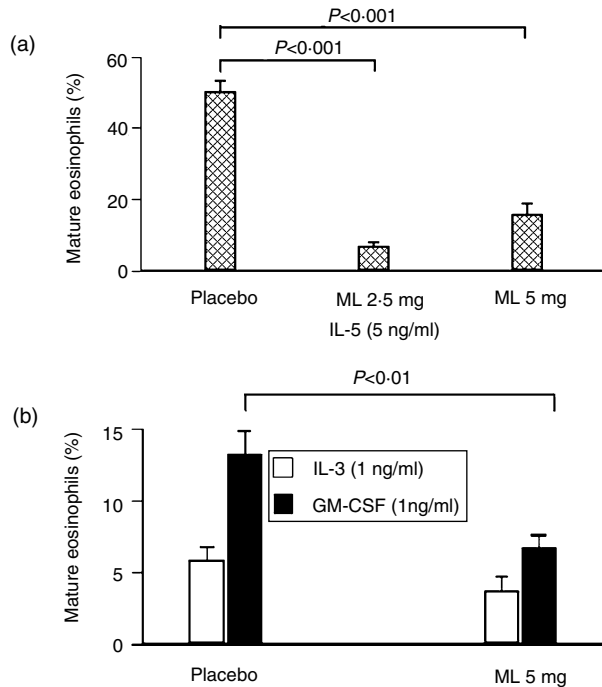 (a)
P<0·001
P<0·001
Mature eosinophils (%)
60
40
20
0
Placebo
ML 2·5 mg
ML 5 mg
IL-5 (5 ng/ml)
(b)
P<0·01
Mature eosinophils (%)
15
10
5
0
IL-3 (1 ng/ml)
GM-CSF (1ng/ml)
Placebo
ML 5 mg